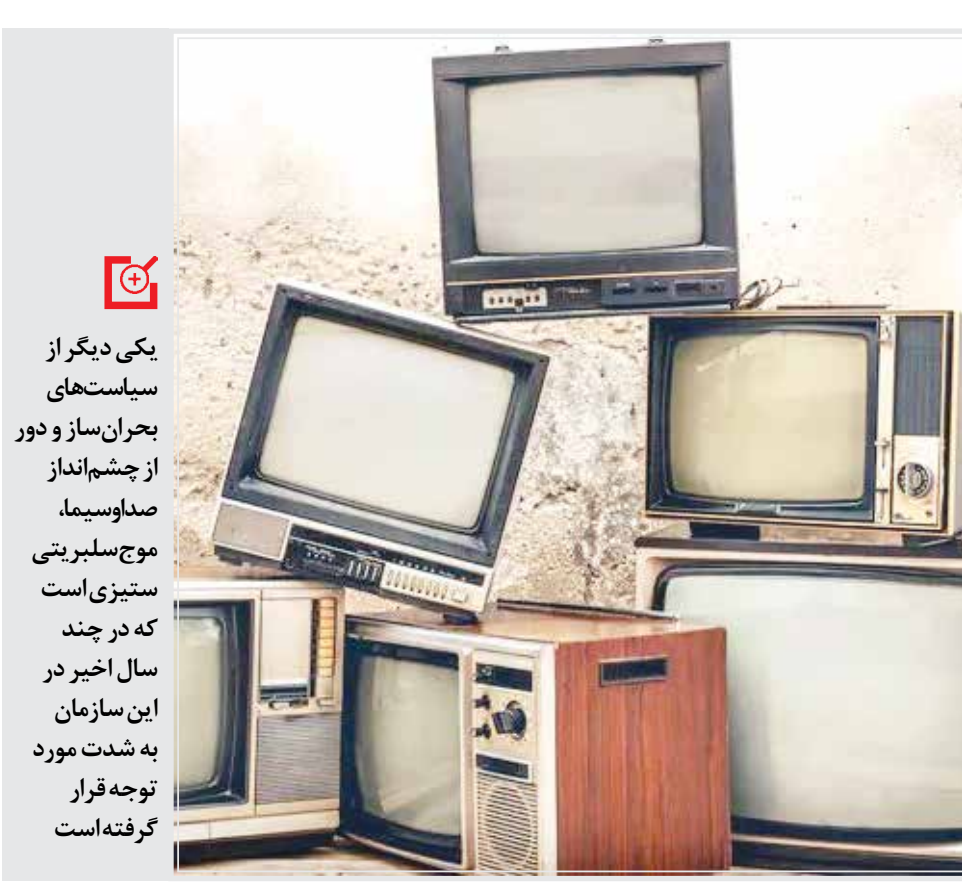 یکی دیگر از
سیاست‌های
بحران‌ساز و دور
از چشم‌انداز
صداوسیما،
موج‌سلبریتی
ستیزی‌است
که در چند
سال اخیر در
این سازمان
به شدت مورد
توجه قرار
گرفته‌است